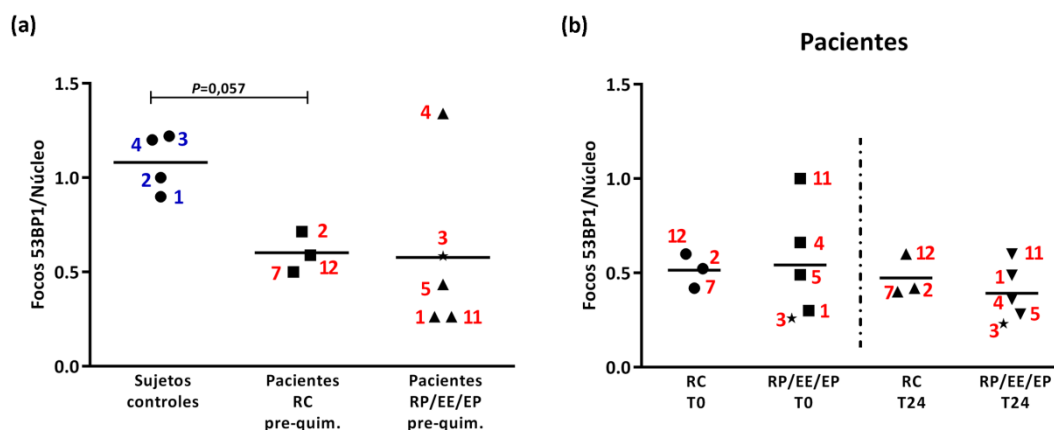 (a)
Focos 53BP1/Núcleo
1.5
1.0
0.5
0.0
P=0,057
4
3
2
1
2
12
7
4
3
5
1
11
Sujetos
controles
Pacientes
RC
pre-quim.
Pacientes
RP/EE/EP
pre-quim.
(b)
Pacientes
Focos 53BP1/Núcleo
1.5
1.0
0.5
0.0
12
2
7
11
4
5
1
3
12
7
2
11
1
4
5
3
RC
T0
RP/EE/EP
T0
RC
T24
RP/EE/EP
T24